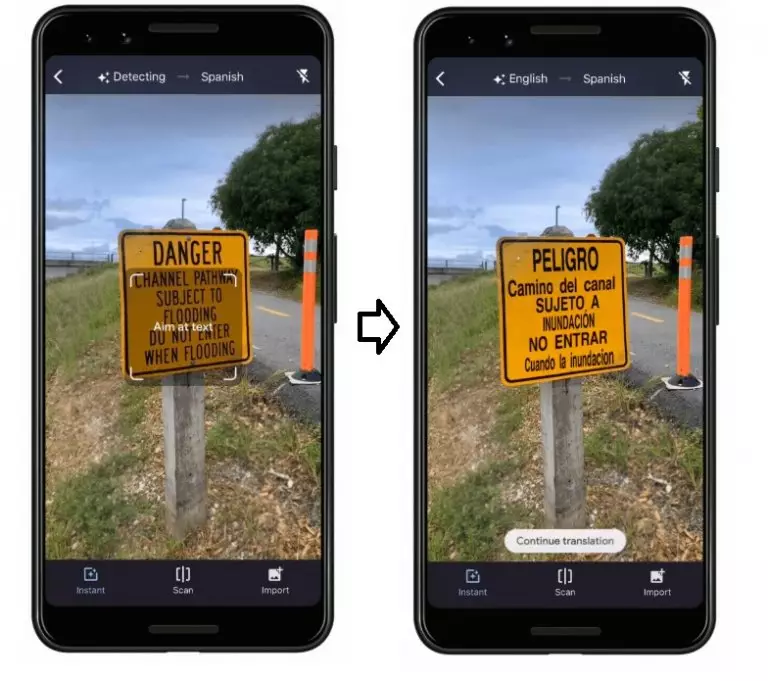 Detecting → Spanish
DANGER
CHANNEL PATHWAY
SUBJECT TO
FLOODING
Aim at text
DO NOT ENTER
WHEN FLOODING
Instant Scan Import
English → Spanish
PELIGRO
Camino del canal
SUJETO A
INUNDACIÓN
NO ENTRAR
Cuando la inundacion
Continue translation
Instant Scan Import